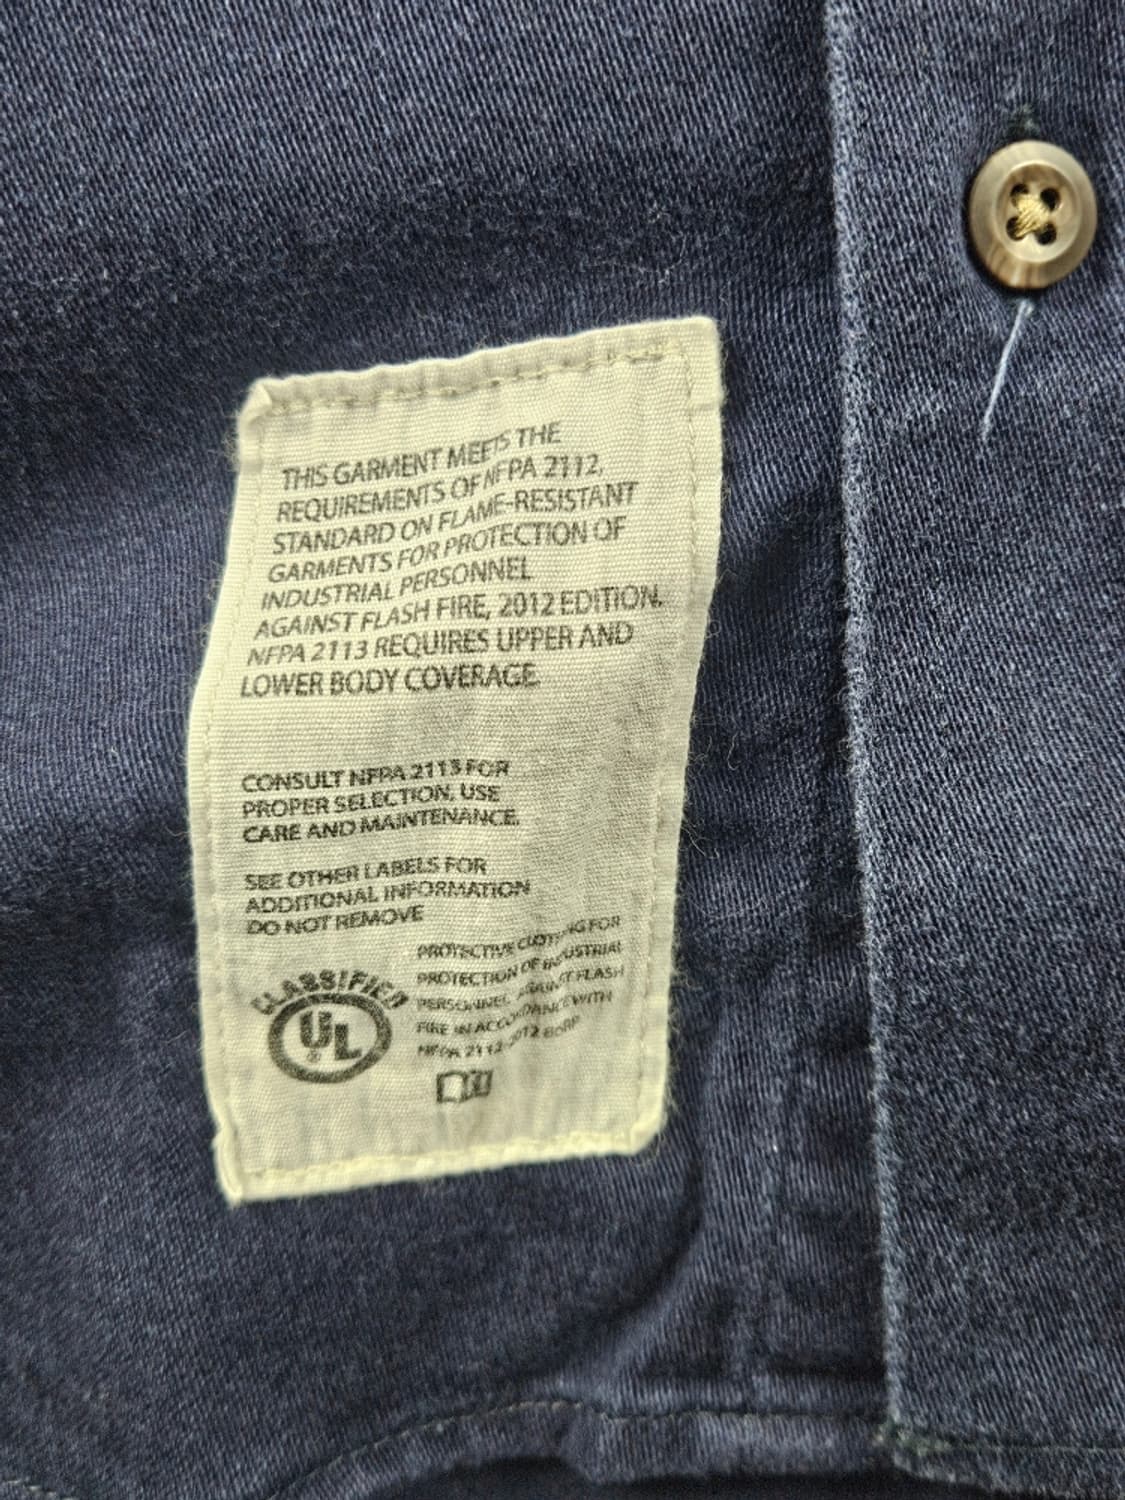 THIS GARMENT MEETS THE
REQUIREMENTS OF NFPA 2112,
STANDARD ON FLAME-RESISTANT
GARMENTS FOR PROTECTION OF
INDUSTRIAL PERSONNEL
AGAINST FLASH FIRE, 2012 EDITION.
NFPA 2113 REQUIRES UPPER AND
LOWER BODY COVERAGE.
CONSULT NFPA 2113 FOR
PROPER SELECTION, USE
CARE AND MAINTENANCE.
SEE OTHER LABELS FOR
ADDITIONAL INFORMATION
DO NOT REMOVE
CLASSIFIED
UL®
PROTECTIVE CLOTHING FOR
PROTECTION OF INDUSTRIAL
PERSONNEL AGAINST FLASH
FIRE IN ACCORDANCE WITH
NFPA 2112-2012